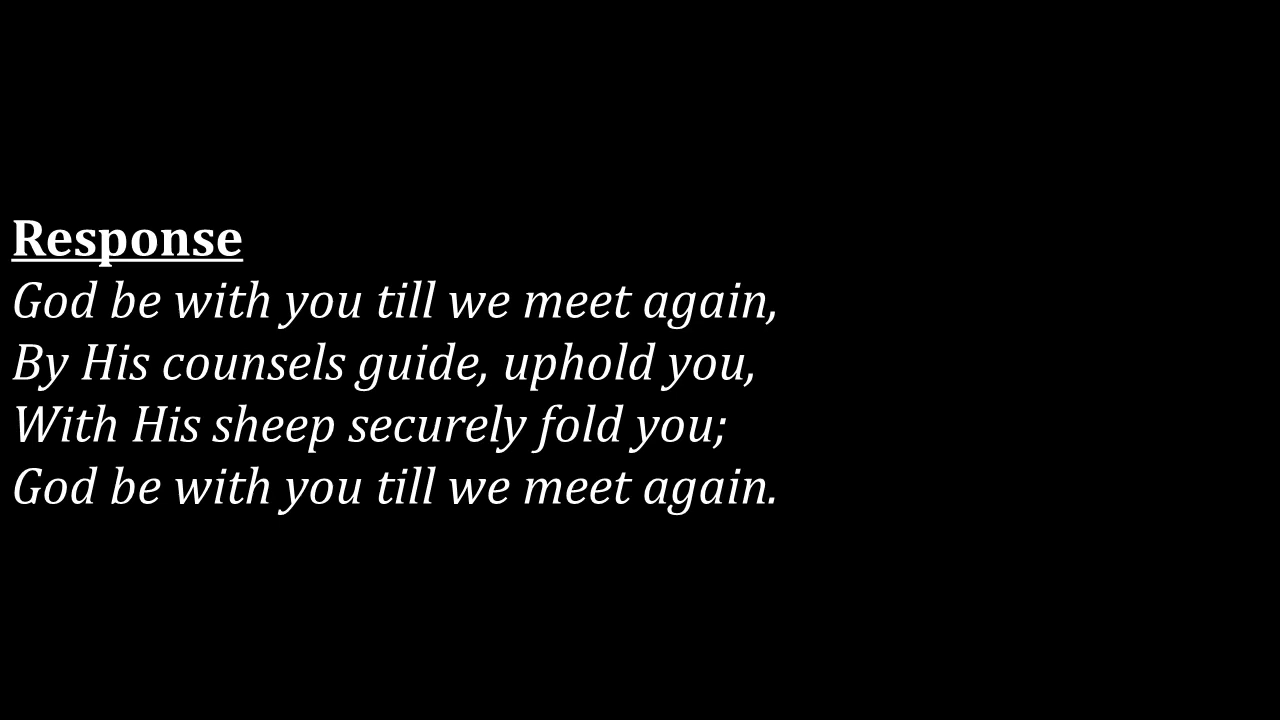 Response
God be with you till we meet again,
By His counsels guide, uphold you,
With His sheep securely fold you;
God be with you till we meet again.